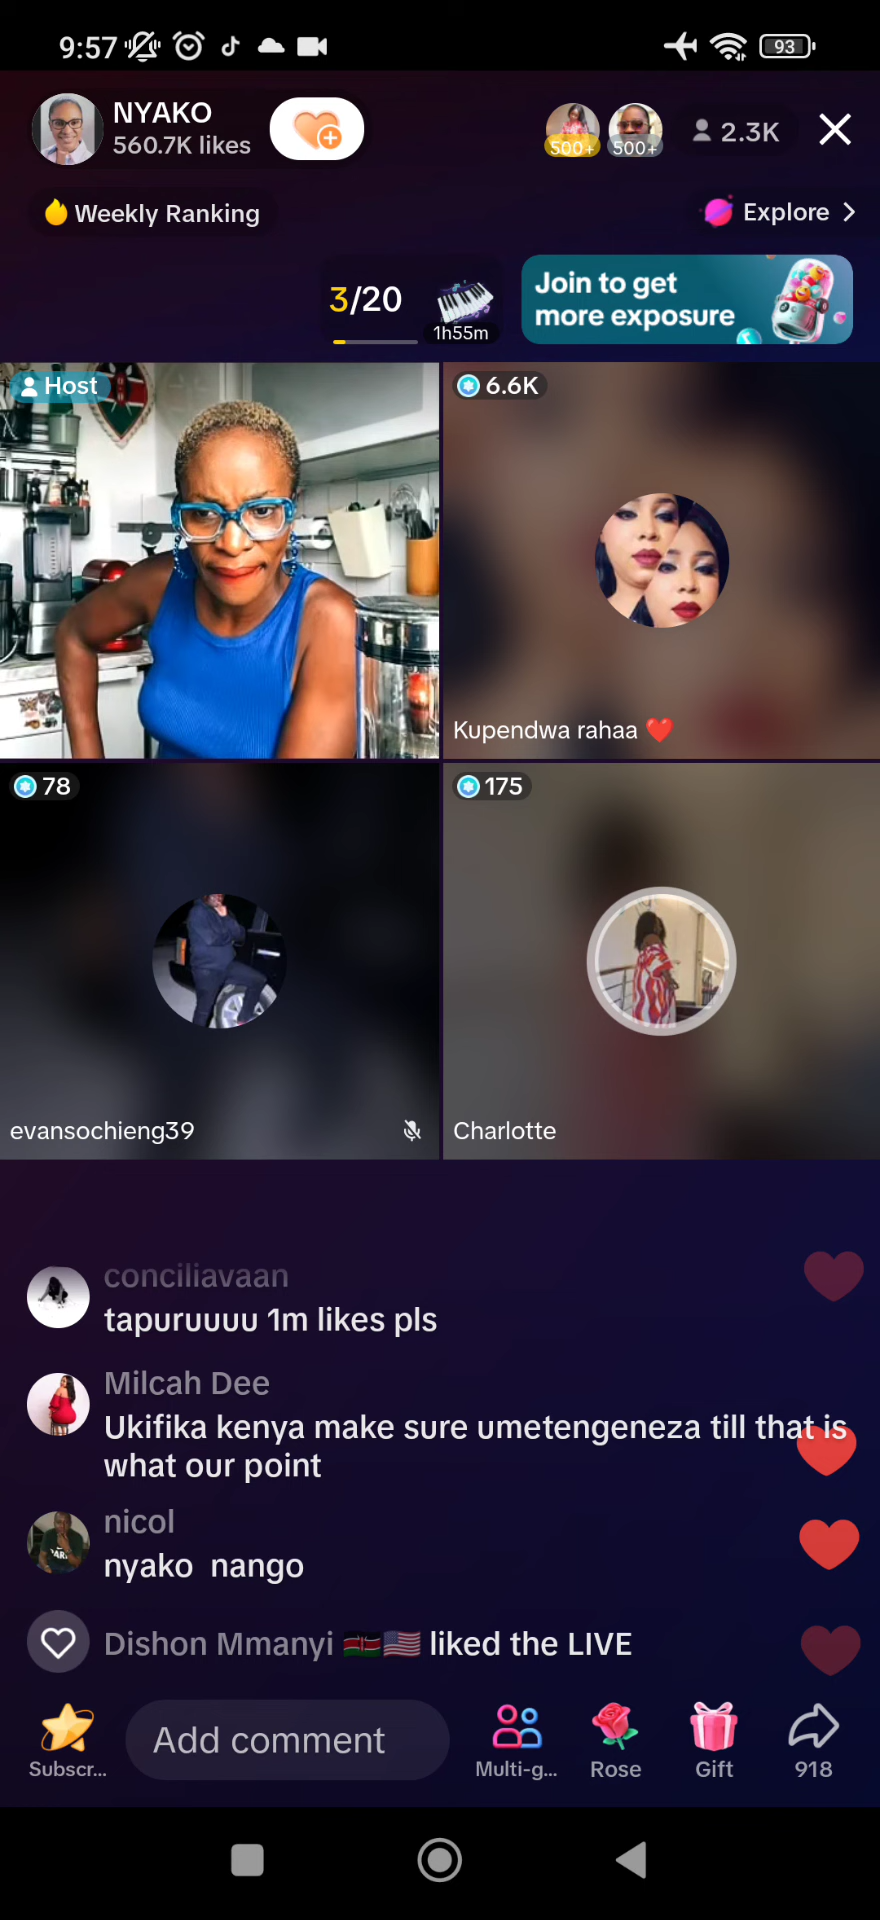 9:57
93
NYAKO
560.7K likes
500+
500+
2.3K
Weekly Ranking
Explore
3/20
1h55m
Join to get
more exposure
Host
6.6K
Kupendwa rahaa ❤️
78
175
evansochieng39
Charlotte
conciliavaan
tapuruuuu 1m likes pls
Milcah Dee
Ukifika kenya make sure umetengeneza till that is
what our point
nicol
nyako nango
Dishon Mmanyi 🇰🇪🇺🇸 liked the LIVE
Add comment
Subscr...
Multi-g...
Rose
Gift
918